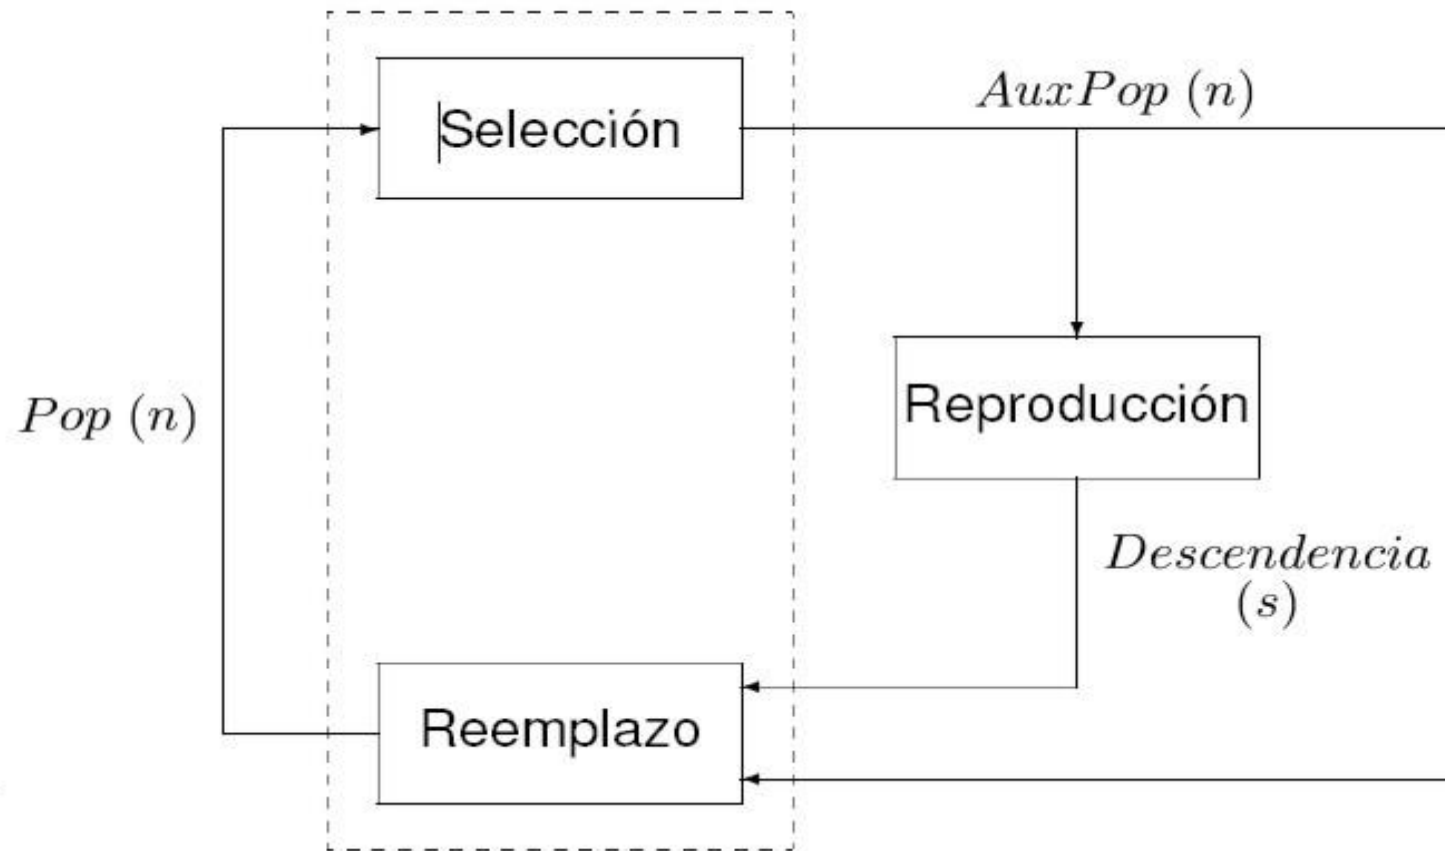 Selección
AuxPop (n)
Pop (n)
Reproducción
Descendencia
(s)
Reemplazo